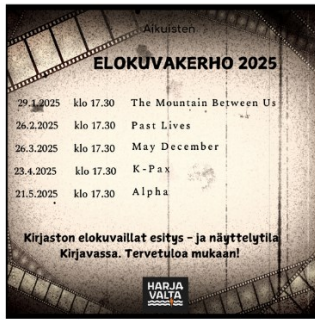 Aikuisten
ELOKUVAKERHO 2025
29.1.2025 klo 17.30 The Mountain Between Us
26.2.2025 klo 17.30 Past Lives
26.3.2025 klo 17.30 May December
23.4.2025 klo 17.30 K-Pax
21.5.2025 klo 17.30 Alpha
Kirjaston elokuvaillat esitys - ja näyttelytila
Kirjavassa. Tervetuloa mukaan!
HARJA
VALTA